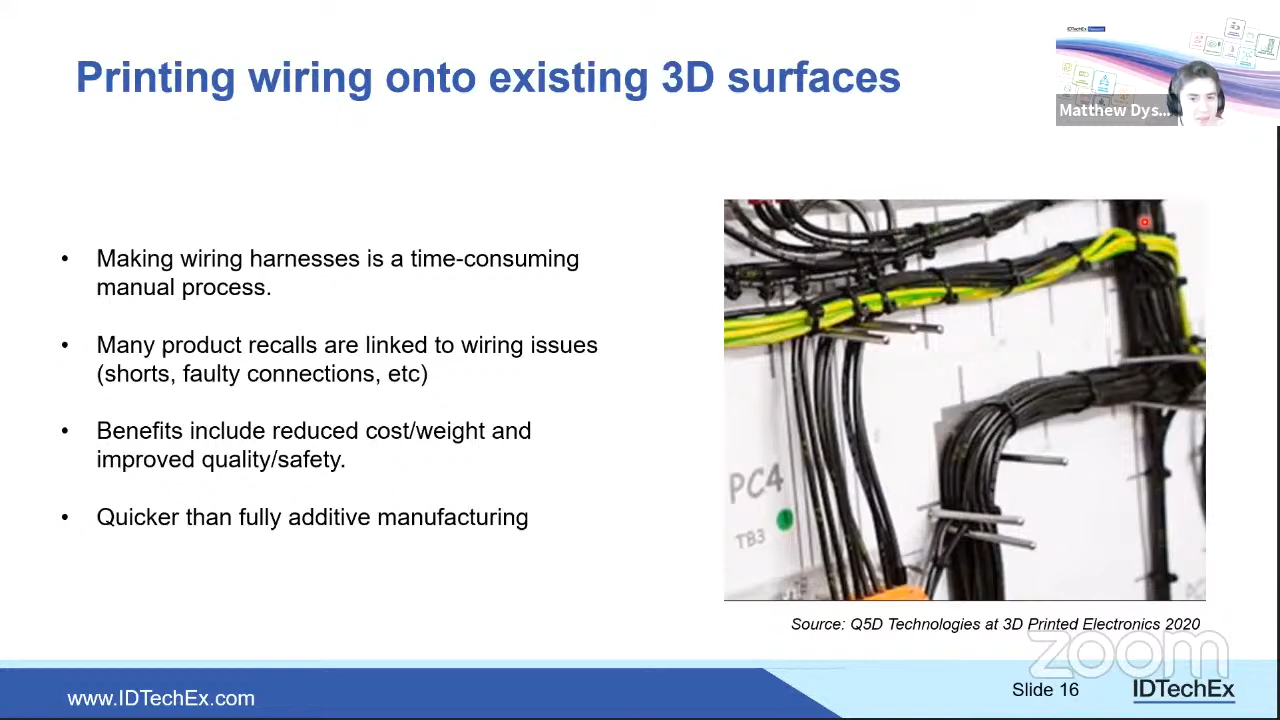 Printing wiring onto existing 3D surfaces
IDTechEx
Matthew Dys...
• Making wiring harnesses is a time-consuming
manual process.
• Many product recalls are linked to wiring issues
(shorts, faulty connections, etc)
• Benefits include reduced cost/weight and
improved quality/safety.
• Quicker than fully additive manufacturing
PC4
TB3
Source: Q5D Technologies at 3D Printed Electronics 2020
zoom
www.IDTechEx.com
Slide 16
IDTechEx